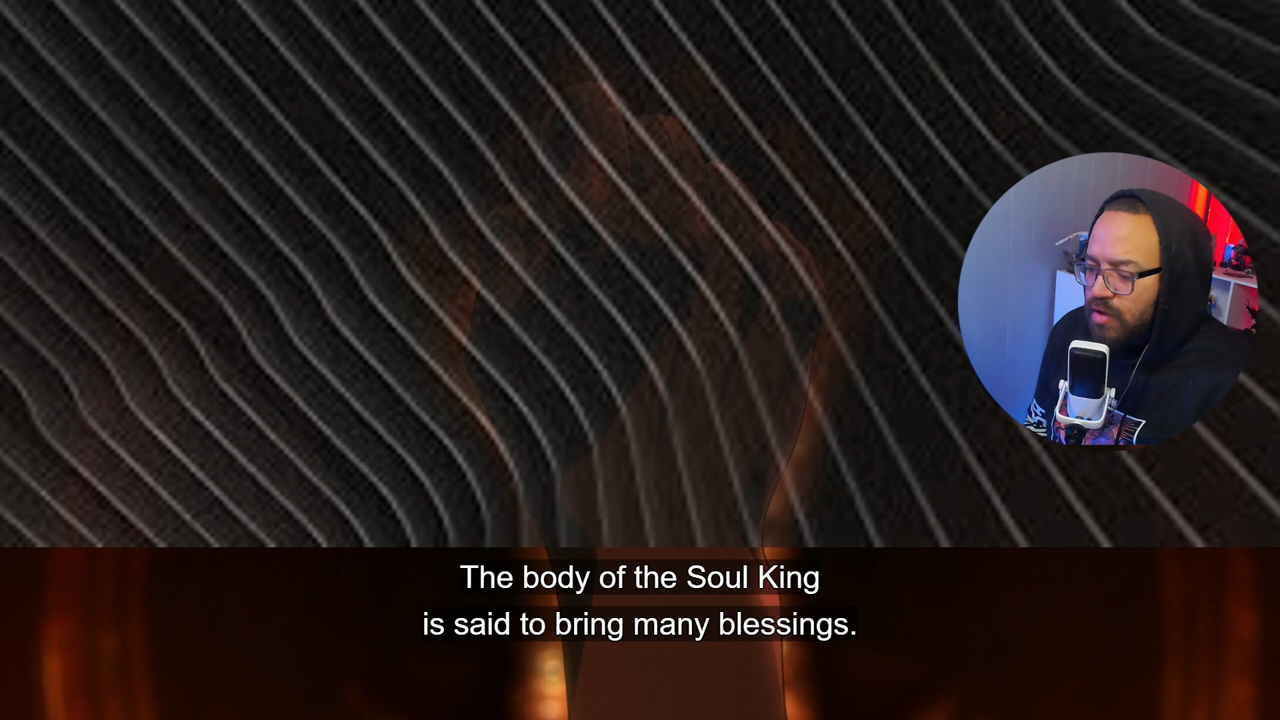 The body of the Soul King
is said to bring many blessings.